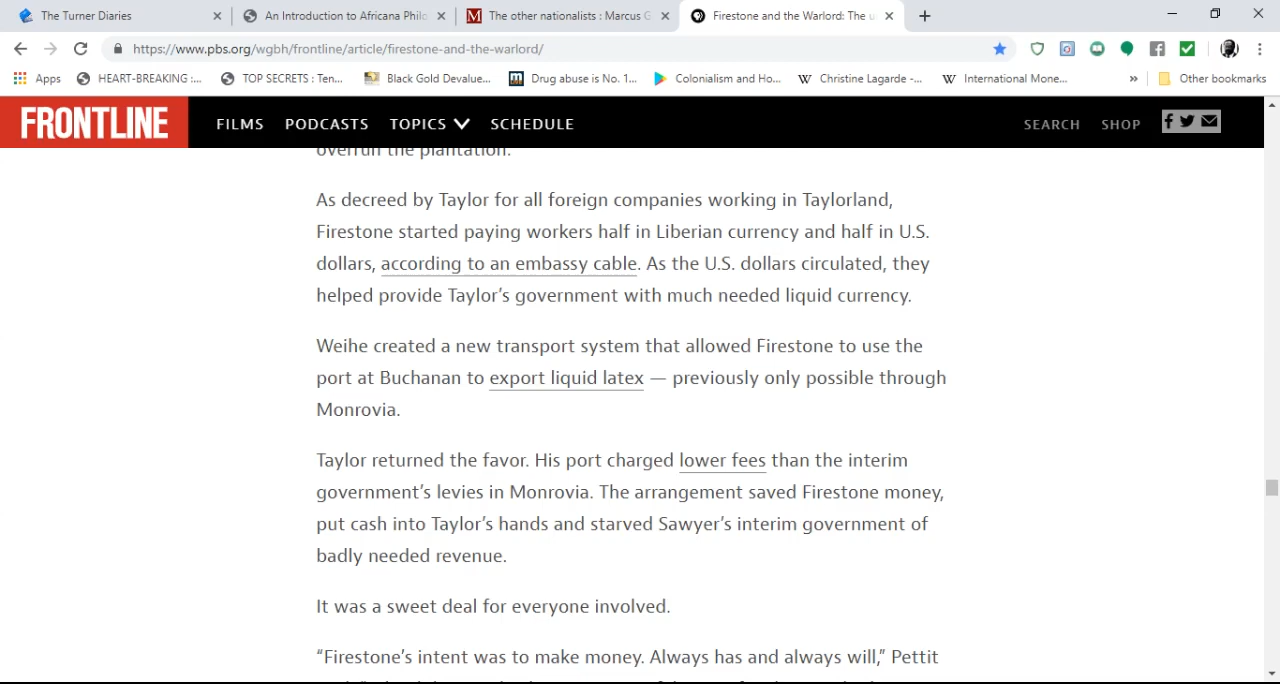 The Turner Diaries
An Introduction to Africana Philo
The other nationalists : Marcus G
Firestone and the Warlord: The u
https://www.pbs.org/wgbh/frontline/article/firestone-and-the-warlord/
Apps
HEART-BREAKING :...
TOP SECRETS : Ten...
Black Gold Devalue...
Drug abuse is No. 1...
Colonialism and Ho...
Christine Lagarde -...
International Mone...
»
Other bookmarks
FRONTLINE
FILMS
PODCASTS
TOPICS
SCHEDULE
SEARCH
SHOP
overrun the plantation.
As decreed by Taylor for all foreign companies working in Taylorland,
Firestone started paying workers half in Liberian currency and half in U.S.
dollars, according to an embassy cable. As the U.S. dollars circulated, they
helped provide Taylor’s government with much needed liquid currency.
Weihe created a new transport system that allowed Firestone to use the
port at Buchanan to export liquid latex — previously only possible through
Monrovia.
Taylor returned the favor. His port charged lower fees than the interim
government’s levies in Monrovia. The arrangement saved Firestone money,
put cash into Taylor’s hands and starved Sawyer’s interim government of
badly needed revenue.
It was a sweet deal for everyone involved.
“Firestone’s intent was to make money. Always has and always will,” Pettit